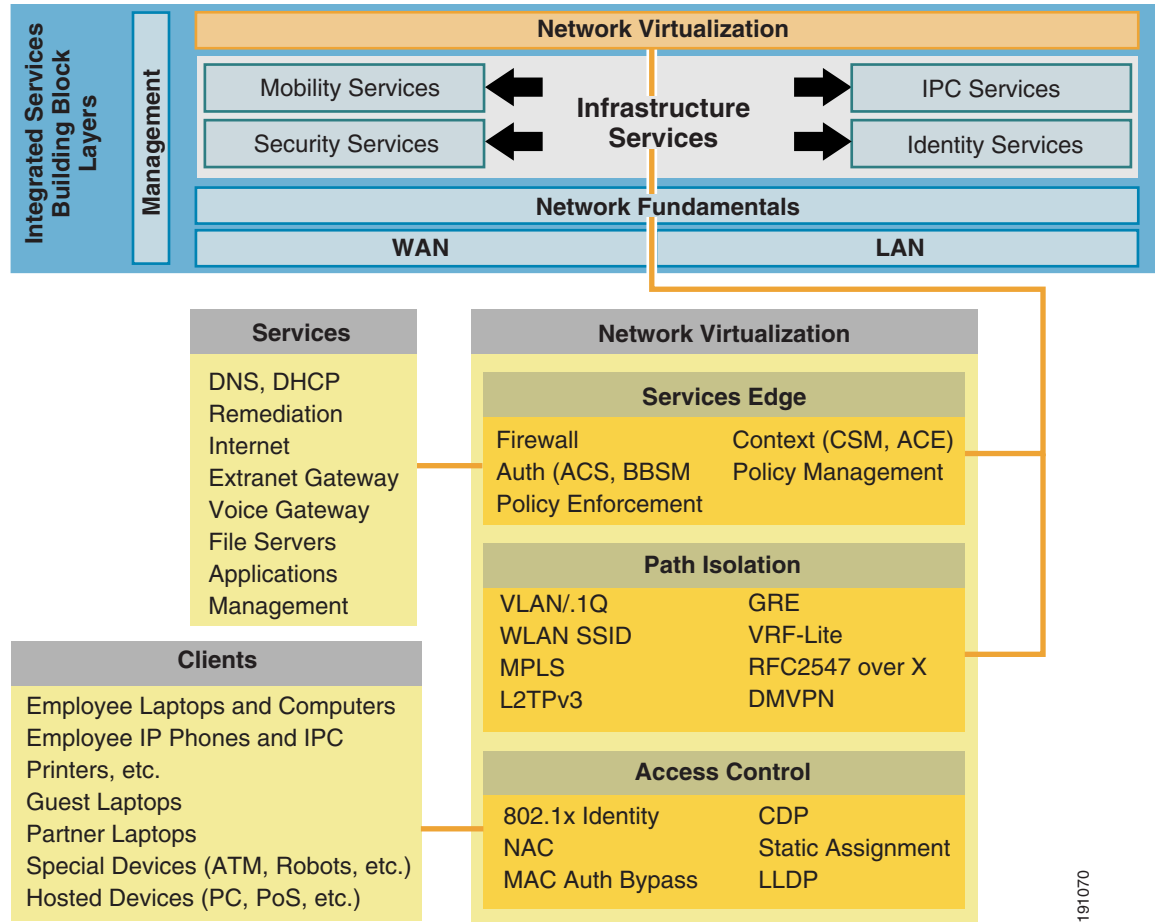 Integrated Services
Building Block
Layers
Management
Network Virtualization
Mobility Services
Security Services
Infrastructure
Services
IPC Services
Identity Services
Network Fundamentals
WAN
LAN
Services
DNS, DHCP
Remediation
Internet
Extranet Gateway
Voice Gateway
File Servers
Applications
Management
Clients
Employee Laptops and Computers
Employee IP Phones and IPC
Printers, etc.
Guest Laptops
Partner Laptops
Special Devices (ATM, Robots, etc.)
Hosted Devices (PC, PoS, etc.)
Network Virtualization
Services Edge
Firewall
Auth (ACS, BBSM
Policy Enforcement
Context (CSM, ACE)
Policy Management
Path Isolation
VLAN/.1Q
WLAN SSID
MPLS
L2TPv3
GRE
VRF-Lite
RFC2547 over X
DMVPN
Access Control
802.1x Identity
NAC
MAC Auth Bypass
CDP
Static Assignment
LLDP
191070